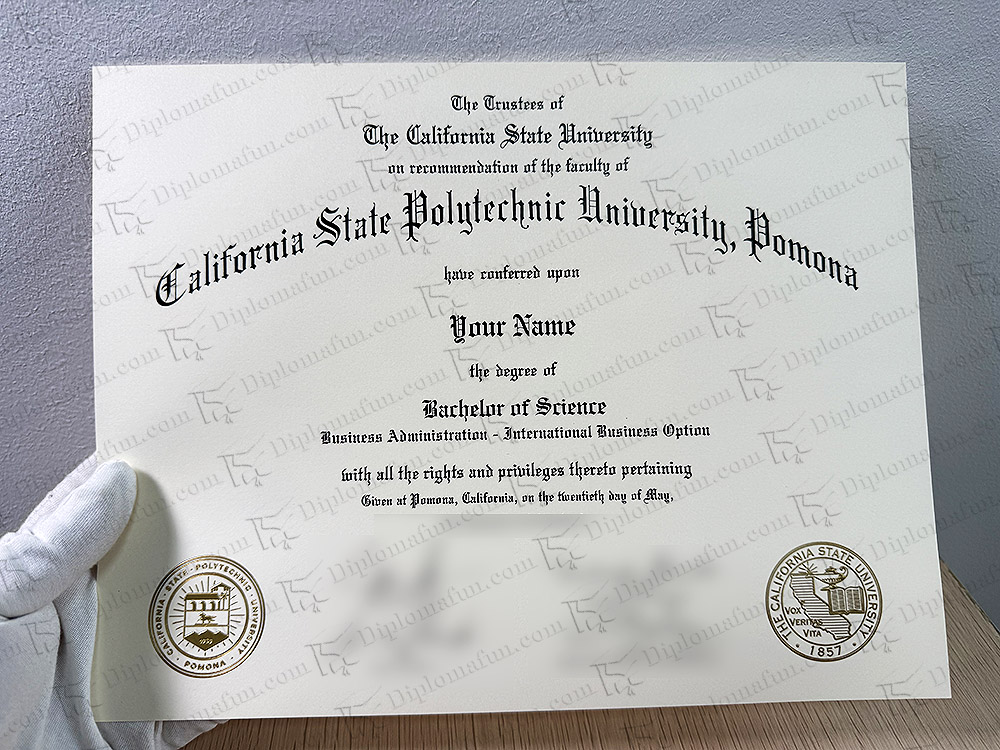 The Trustees of
The California State University
on recommendation of the faculty of
California State Polytechnic University, Pomona
have conferred upon
Your Name
the degree of
Bachelor of Science
Business Administration - International Business Option
with all the rights and privileges thereto pertaining
Given at Pomona, California, on the twentieth day of May,
CALIFORNIA · STATE · POLYTECHNIC · UNIVERSITY
· POMONA ·
THE CALIFORNIA STATE UNIVERSITY
VOX
VERITAS
VITA
· 1857 ·
Diplomafun.com